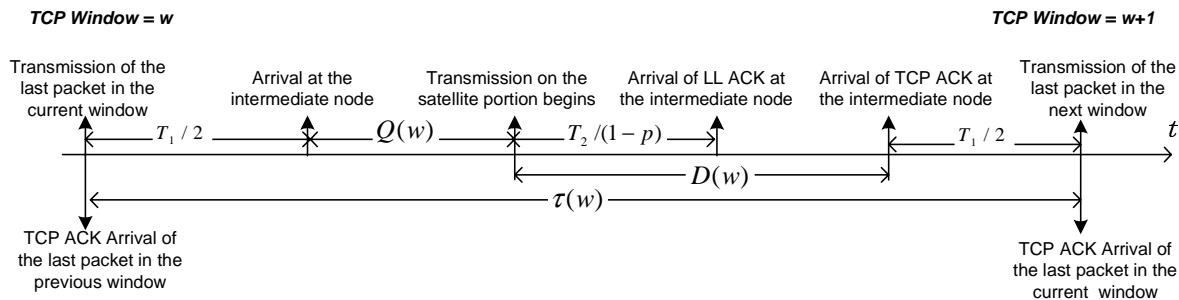 TCP Window = w
TCP Window = w+1
Transmission of the
last packet in the
current window
Arrival at the
intermediate node
Transmission on the
satellite portion begins
Arrival of LL ACK at
the intermediate node
Arrival of TCP ACK at
the intermediate node
Transmission of the
last packet in the
next window
T₁ / 2
Q(w)
T₂ /(1 − p)
T₁ / 2
t
D(w)
τ(w)
TCP ACK Arrival of
the last packet in the
previous window
TCP ACK Arrival of
the last packet in the
current window